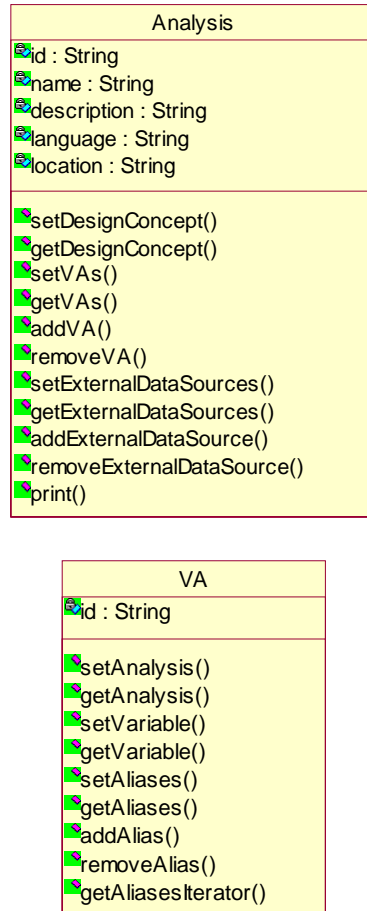 Analysis
id : String
name : String
description : String
language : String
location : String
setDesignConcept()
getDesignConcept()
setVAs()
getVAs()
addVA()
removeVA()
setExternalDataSources()
getExternalDataSources()
addExternalDataSource()
removeExternalDataSource()
print()
VA
id : String
setAnalysis()
getAnalysis()
setVariable()
getVariable()
setAliases()
getAliases()
addAlias()
removeAlias()
getAliasesIterator()